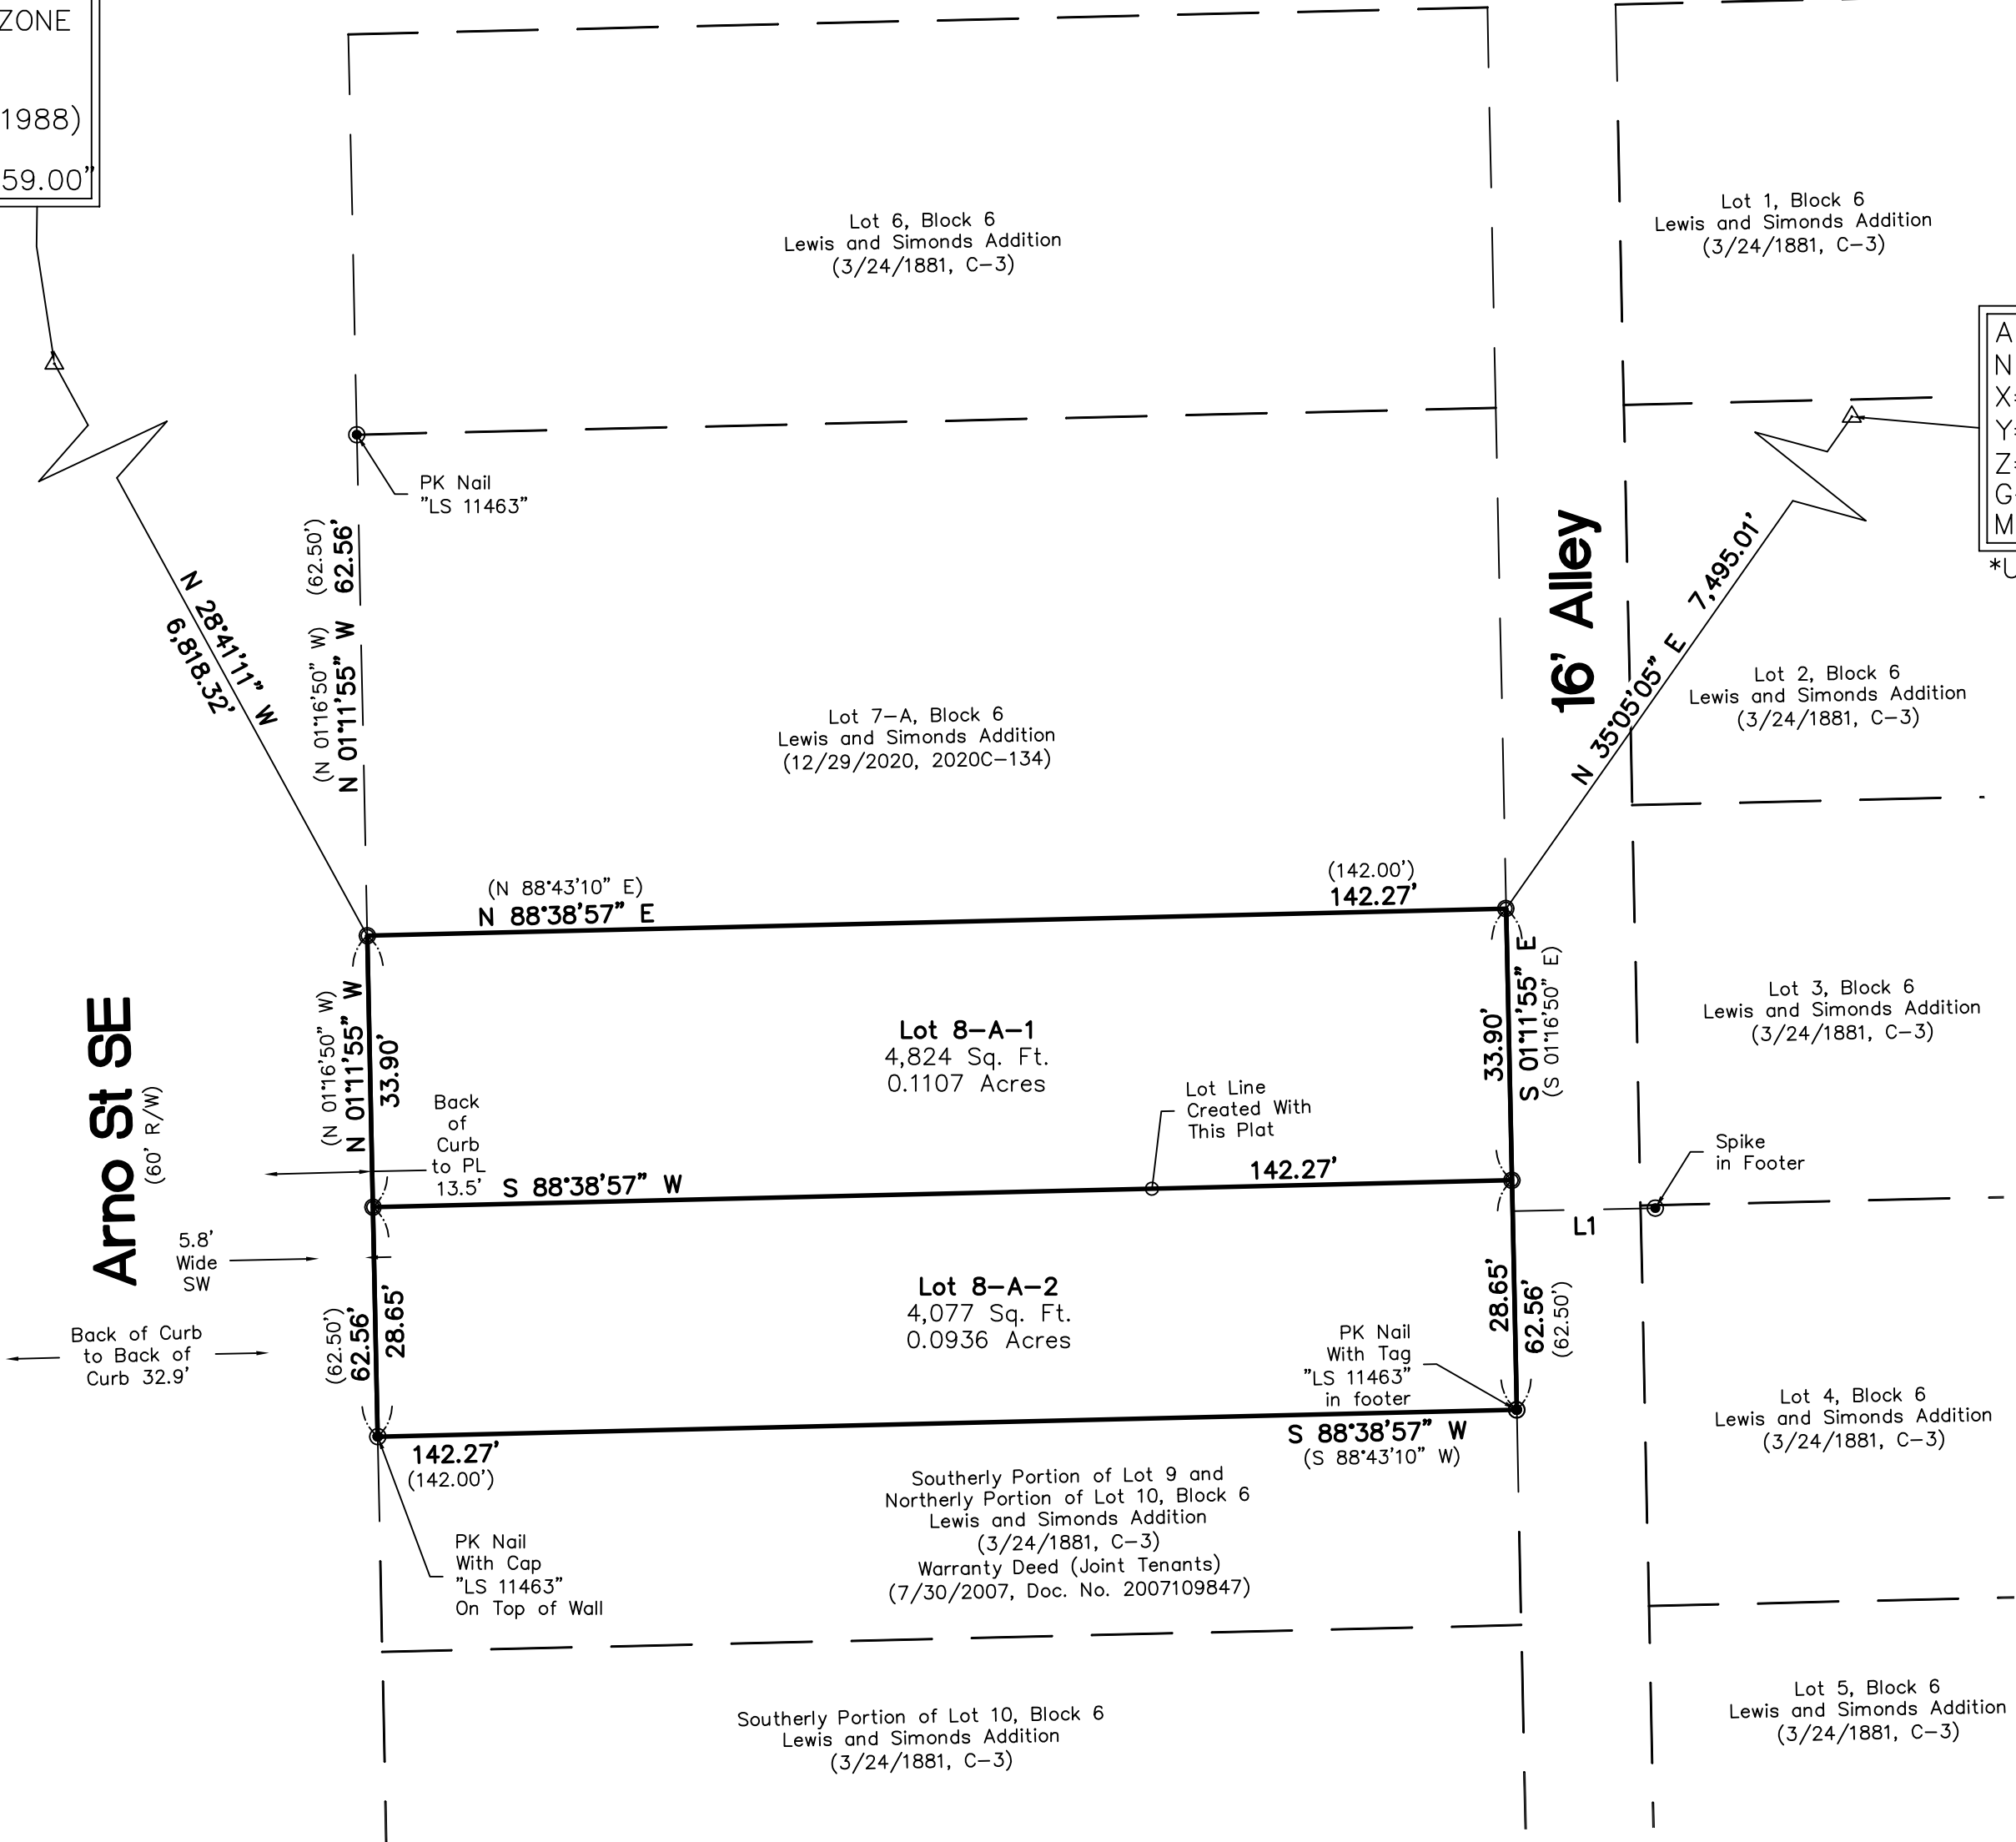 ZONE
1988)
59.00"
Lot 6, Block 6
Lewis and Simonds Addition
(3/24/1881, C-3)
Lot 1, Block 6
Lewis and Simonds Addition
(3/24/1881, C-3)
A
N
X=
Y=
Z=
G
M
*U
PK Nail
"LS 11463"
(N 01°16'50" W) (62.50')
N 01°11'55" W 62.56'
N 28°41'11" W
6,818.32'
16' Alley
N 35°05'05" E 7,495.01'
Lot 2, Block 6
Lewis and Simonds Addition
(3/24/1881, C-3)
Lot 7-A, Block 6
Lewis and Simonds Addition
(12/29/2020, 2020C-134)
(N 88°43'10" E)
N 88°38'57" E
(142.00')
142.27'
Arno St SE
(60' R/W)
(N 01°16'50" W)
N 01°11'55" W
33.90'
Lot 8-A-1
4,824 Sq. Ft.
0.1107 Acres
33.90'
S 01°11'55" E
(S 01°16'50" E)
Lot 3, Block 6
Lewis and Simonds Addition
(3/24/1881, C-3)
Back
of
Curb
to PL
13.5'
Lot Line
Created With
This Plat
Spike
in Footer
S 88°38'57" W
142.27'
L1
5.8'
Wide
SW
Back of Curb
to Back of
Curb 32.9'
(62.50')
62.56'
28.65'
Lot 8-A-2
4,077 Sq. Ft.
0.0936 Acres
28.65'
62.56'
(62.50')
PK Nail
With Tag
"LS 11463"
in footer
Lot 4, Block 6
Lewis and Simonds Addition
(3/24/1881, C-3)
142.27'
(142.00')
S 88°38'57" W
(S 88°43'10" W)
Southerly Portion of Lot 9 and
Northerly Portion of Lot 10, Block 6
Lewis and Simonds Addition
(3/24/1881, C-3)
Warranty Deed (Joint Tenants)
(7/30/2007, Doc. No. 2007109847)
PK Nail
With Cap
"LS 11463"
On Top of Wall
Southerly Portion of Lot 10, Block 6
Lewis and Simonds Addition
(3/24/1881, C-3)
Lot 5, Block 6
Lewis and Simonds Addition
(3/24/1881, C-3)